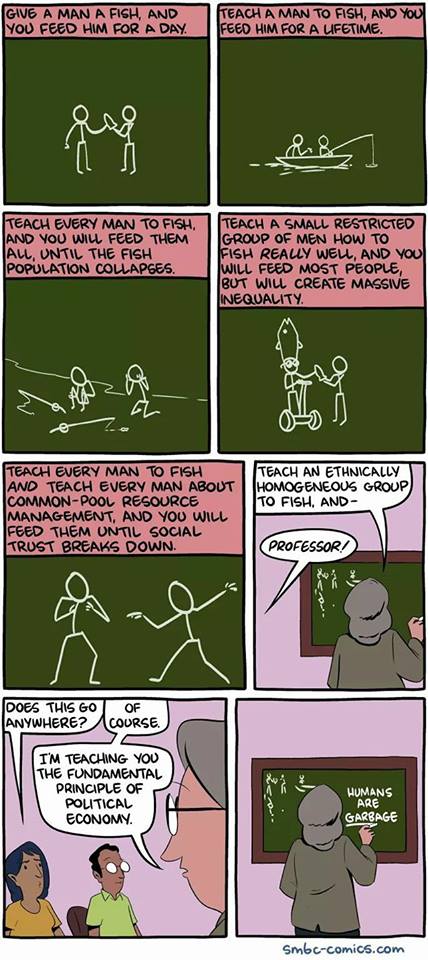 GIVE A MAN A FISH, AND
YOU FEED HIM FOR A DAY.
TEACH A MAN TO FISH, AND YOU
FEED HIM FOR A LIFETIME.
TEACH EVERY MAN TO FISH,
AND YOU WILL FEED THEM
ALL, UNTIL THE FISH
POPULATION COLLAPSES.
TEACH A SMALL RESTRICTED
GROUP OF MEN HOW TO
FISH REALLY WELL, AND YOU
WILL FEED MOST PEOPLE,
BUT WILL CREATE MASSIVE
INEQUALITY.
TEACH EVERY MAN TO FISH
AND TEACH EVERY MAN ABOUT
COMMON-POOL RESOURCE
MANAGEMENT, AND YOU WILL
FEED THEM UNTIL SOCIAL
TRUST BREAKS DOWN.
TEACH AN ETHNICALLY
HOMOGENEOUS GROUP
TO FISH, AND-
PROFESSOR!
DOES THIS GO
ANYWHERE?
OF
COURSE.
I'M TEACHING YOU
THE FUNDAMENTAL
PRINCIPLE OF
POLITICAL
ECONOMY.
HUMANS
ARE
GARBAGE
smbc-comics.com